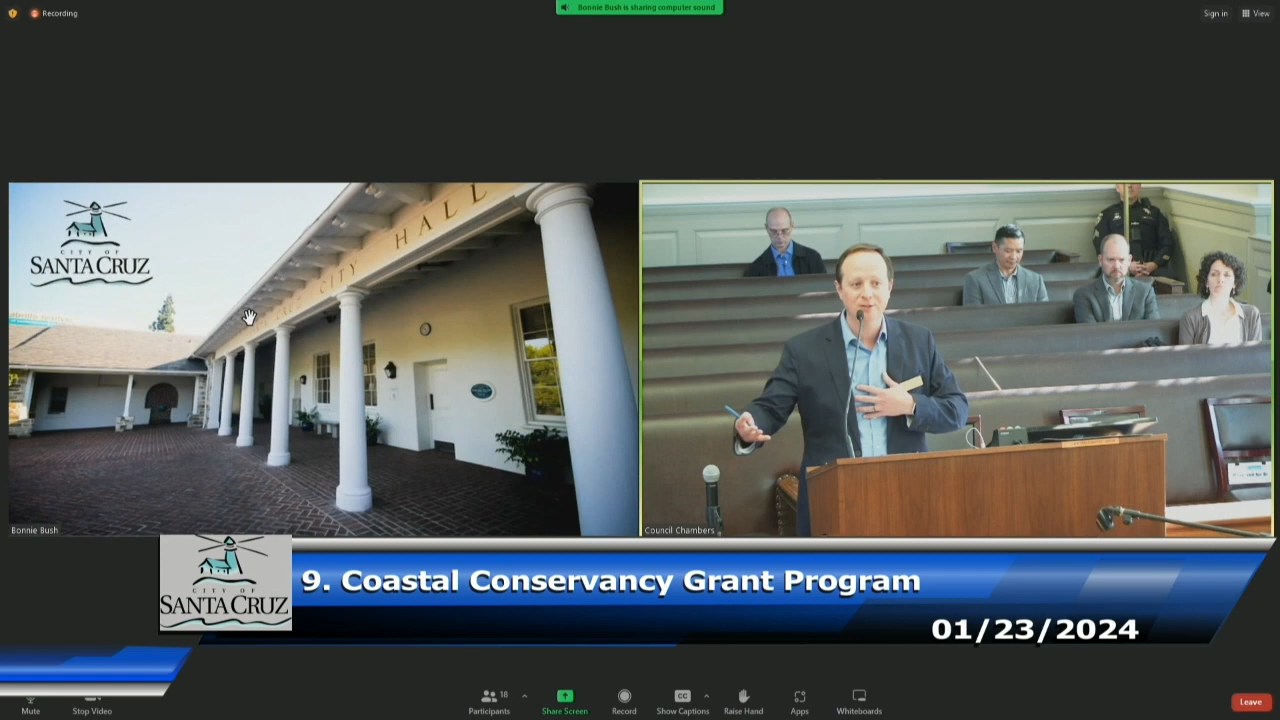 Recording
Bonnie Bush is sharing computer sound
Sign in
View
CITY OF
SANTA CRUZ
CITY HALL
Bonnie Bush
Council Chambers
CITY OF
SANTA CRUZ
9. Coastal Conservancy Grant Program
01/23/2024
Mute
Stop Video
18
Participants
Share Screen
Record
CC
Show Captions
Raise Hand
Apps
Whiteboards
Leave